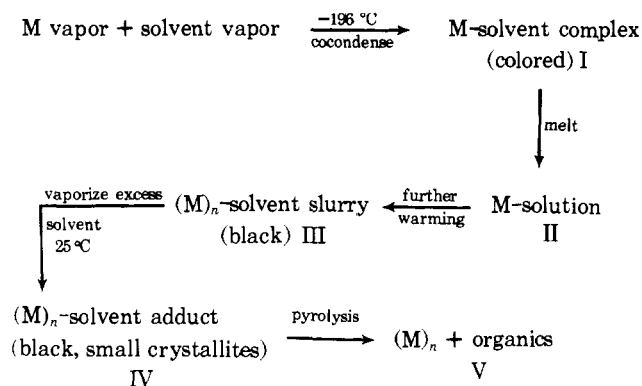 M vapor + solvent vapor
−196 °C
cocondense
M-solvent complex
(colored) I
melt
M-solution
II
further
warming
(M)n-solvent slurry
(black) III
vaporize excess
solvent
25 °C
(M)n-solvent adduct
(black, small crystallites)
IV
pyrolysis
(M)n + organics
V